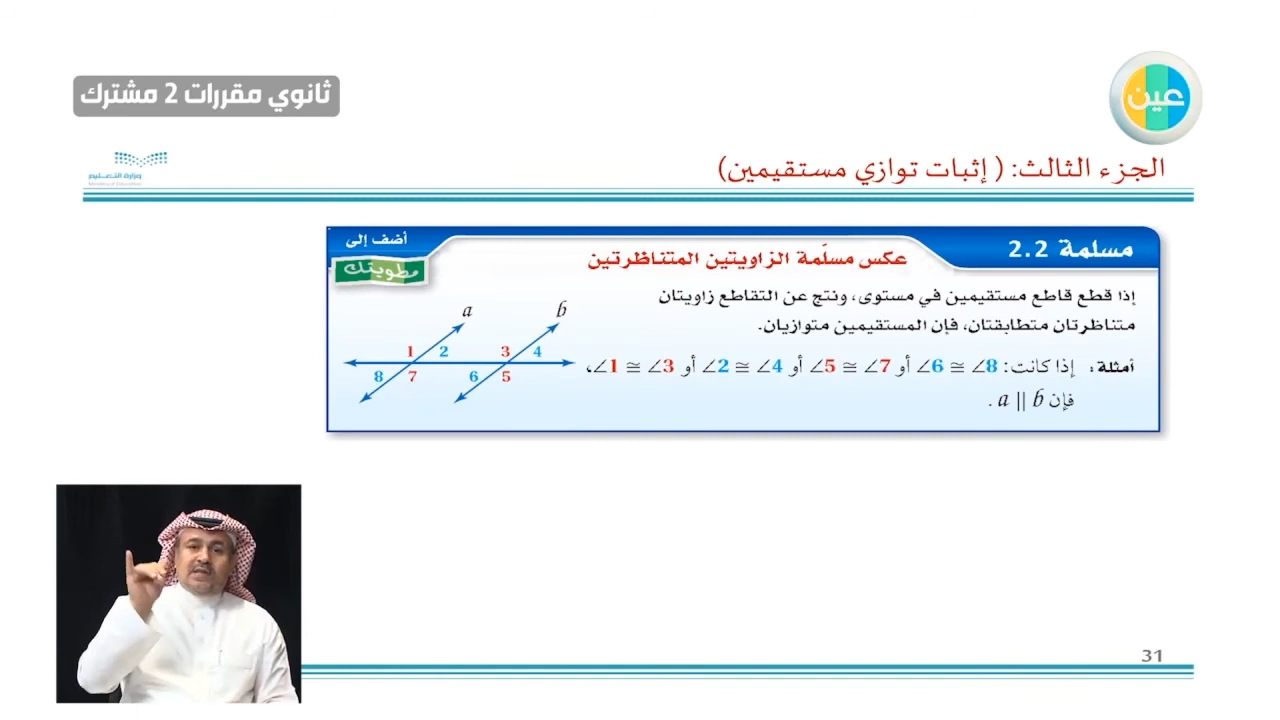 ثانوي مقررات 2 مشترك
عين
وزارة التعليم
Ministry of Education
الجزء الثالث: ( إثبات توازي مستقيمين)
مسلمة 2.2
عكس مسلّمة الزاويتين المتناظرتين
أضف إلى
مطويتك
إذا قطع قاطع مستقيمين في مستوى، ونتج عن التقاطع زاويتان
متناظرتان متطابقتان، فإن المستقيمين متوازيان.
أمثلة: إذا كانت: ∠6 ≅ ∠8 أو ∠5 ≅ ∠7 أو ∠2 ≅ ∠4 أو ∠1 ≅ ∠3،
فإن a || b .
a b
1 2 3 4
8 7 6 5
31